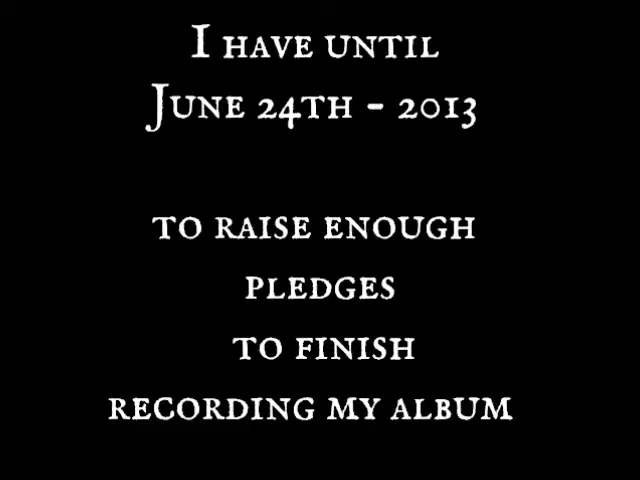 I have until
June 24th - 2013
to raise enough
pledges
to finish
recording my album